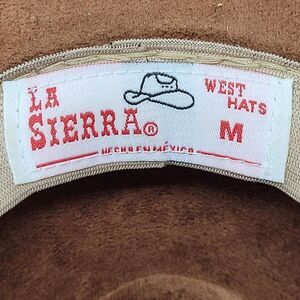 LA
SIERRA®
WEST
HATS
M
HECHO EN MÉXICO